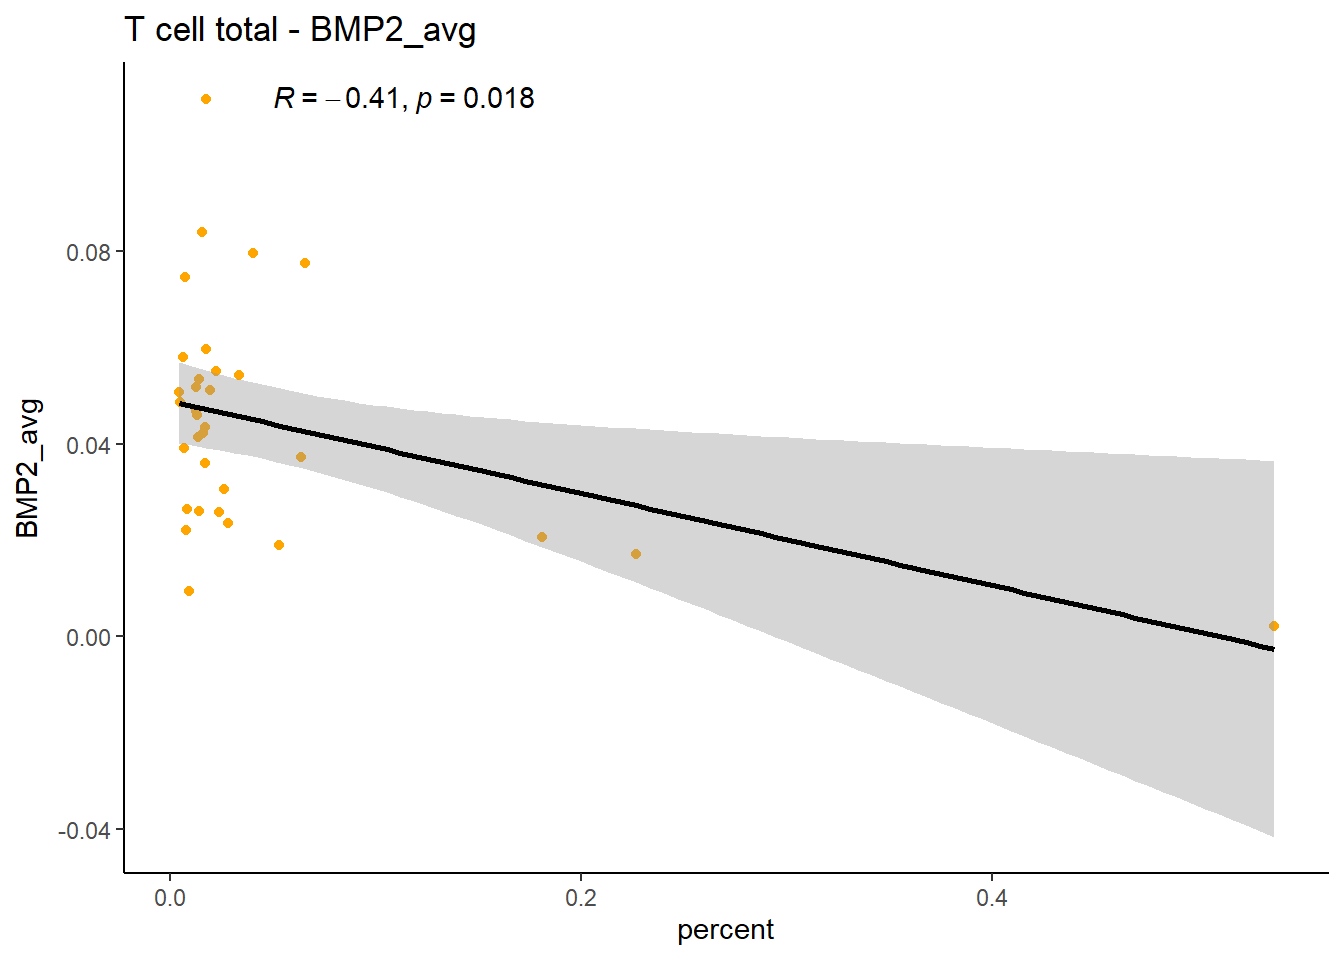 T cell total - BMP2_avg
R = −0.41, p = 0.018
0.08
0.04
0.00
-0.04
BMP2_avg
0.0 0.2 0.4
percent